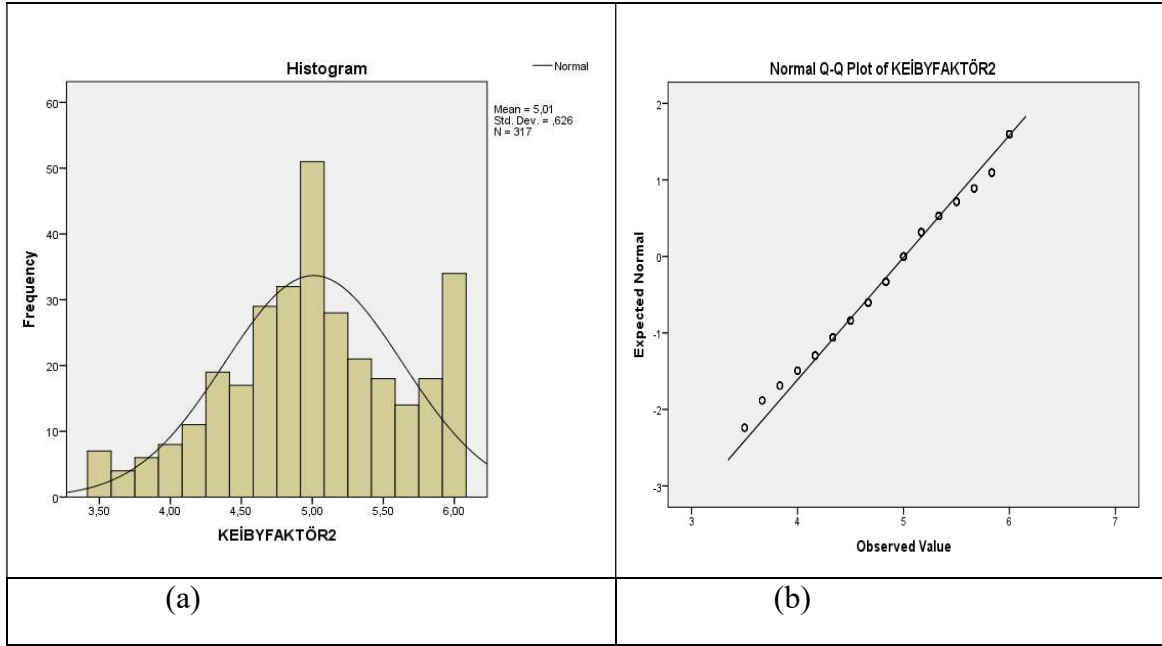 Histogram
Normal
Mean = 5,01
Std. Dev. = ,626
N = 317
60
50
40
30
20
10
0
Frequency
3,50 4,00 4,50 5,00 5,50 6,00
KEİBYFAKTÖR2
Normal Q-Q Plot of KEİBYFAKTÖR2
2
1
0
-1
-2
-3
Expected Normal
3 4 5 6 7
Observed Value
(a)
(b)